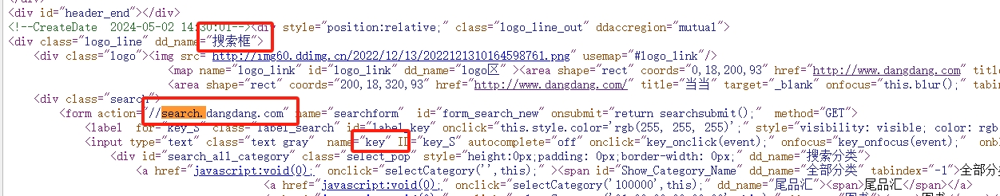 <div id="header_end"></div>
<!--CreateDate  2024-05-02 14:30:01--><div style="position:relative;" class="logo_line_out" ddaccregion="mutual">
<div class="logo_line" dd_name="搜索框">
<div class="logo"><img src="http://img60.ddimg.cn/2022/12/13/2022121310164598761.png" usemap="#logo_link"/>
<map name="logo_link" id="logo_link" dd_name="logo区" ><area shape="rect" coords="0,18,200,93" href="http://www.dangdang.com" titl
<area shape="rect" coords="200,18,320,93" href="http://www.dangdang.com/" title="当当" target="_blank" onfocus="this.blur();" tabin
<div class="search">
<form action="//search.dangdang.com" name="searchform"  id="form_search_new" onsubmit="return searchsubmit();"   method="GET">
<label  for="key_S" class="label_search" id="label_key" onclick="this.style.color='rgb(255, 255, 255)';" style="visibility: visible; color: rgb
<input type="text" class="text gray"  name="key" ID="key_S" autocomplete="off" onclick="key_onclick(event);" onfocus="key_onfocus(event);" onb
<div id="search_all_category" class="select_pop" style="height:0px;padding: 0px;border-width: 0px;" dd_name="搜索分类">
<a href="javascript:void(0);" onclick="selectCategory('',this);" ><span id="Show_Category_Name" dd_name="全部分类" tabindex="-1">全部分
<a href="javascript:void(0);" onclick="selectCategory('100000',this);" dd_name="尾品汇"><span>尾品汇</span></a>